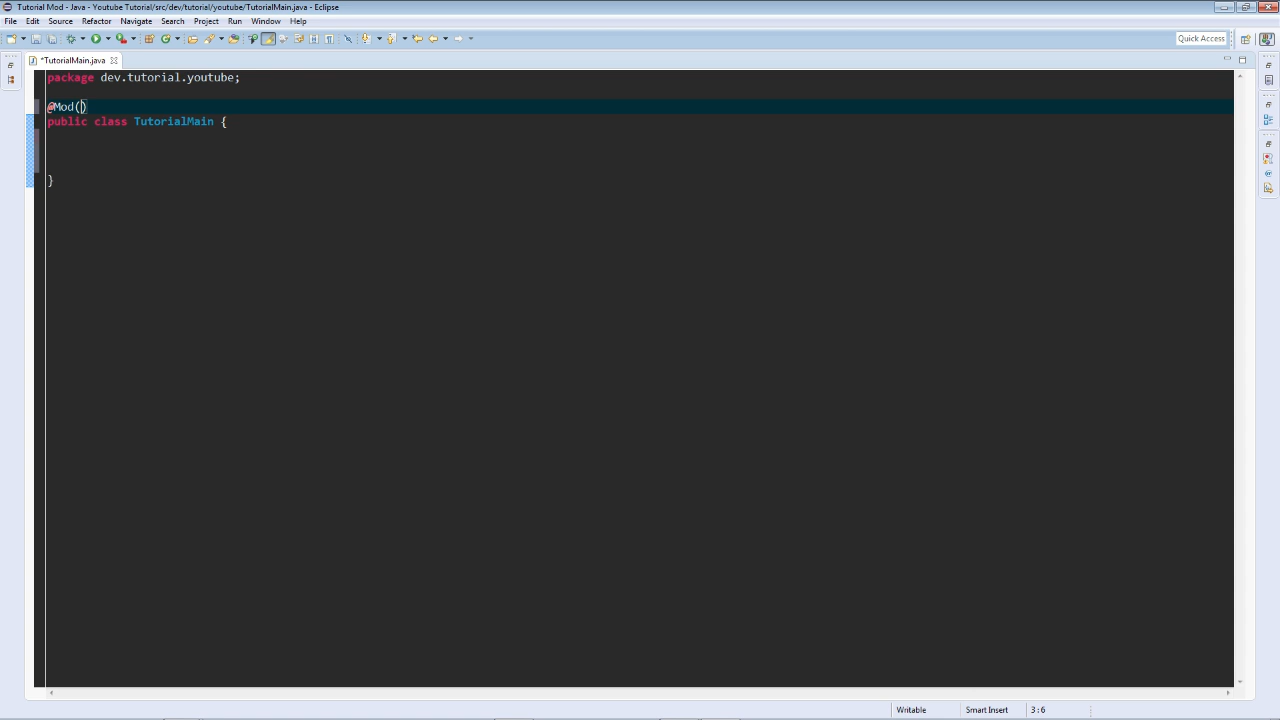 Tutorial Mod - Java - Youtube Tutorial/src/dev/tutorial/youtube/TutorialMain.java - Eclipse
File Edit Source Refactor Navigate Search Project Run Window Help
Quick Access
*TutorialMain.java
package dev.tutorial.youtube;
@Mod()
public class TutorialMain {
}
Writable Smart Insert 3:6